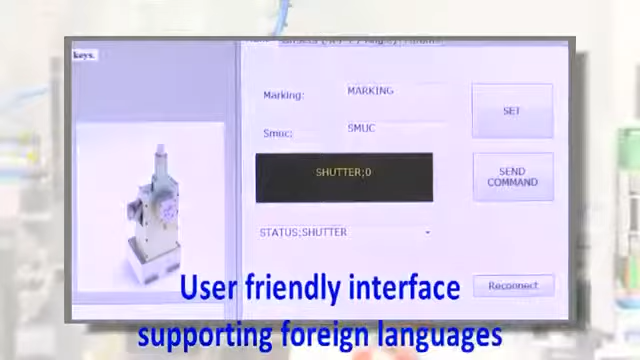 keys.
Marking:
MARKING
SET
Smuc:
SMUC
SHUTTER;0
SEND
COMMAND
STATUS;SHUTTER
Reconnect
User friendly interface
supporting foreign languages